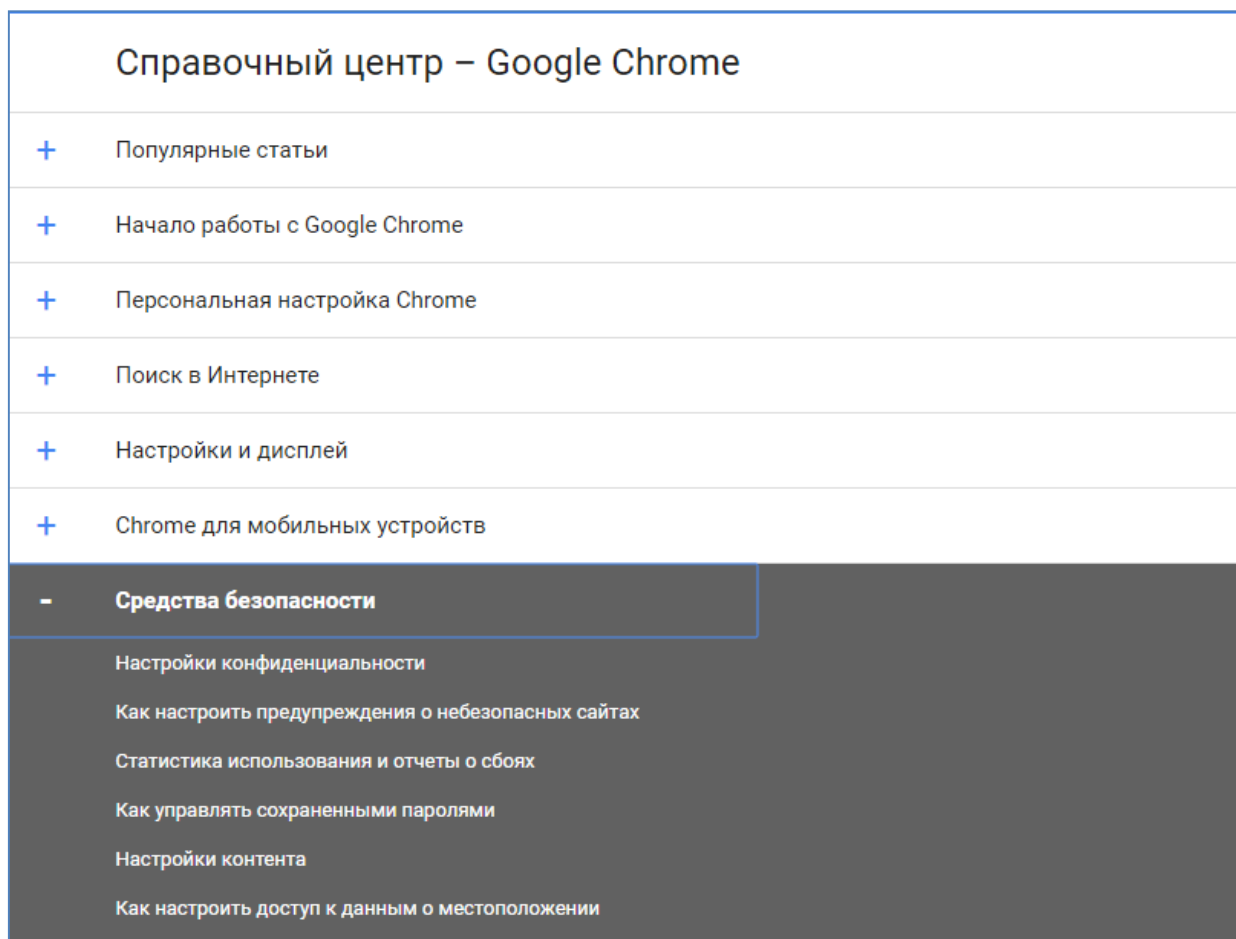 Справочный центр – Google Chrome
+ Популярные статьи
+ Начало работы с Google Chrome
+ Персональная настройка Chrome
+ Поиск в Интернете
+ Настройки и дисплей
+ Chrome для мобильных устройств
- Средства безопасности
Настройки конфиденциальности
Как настроить предупреждения о небезопасных сайтах
Статистика использования и отчеты о сбоях
Как управлять сохраненными паролями
Настройки контента
Как настроить доступ к данным о местоположении